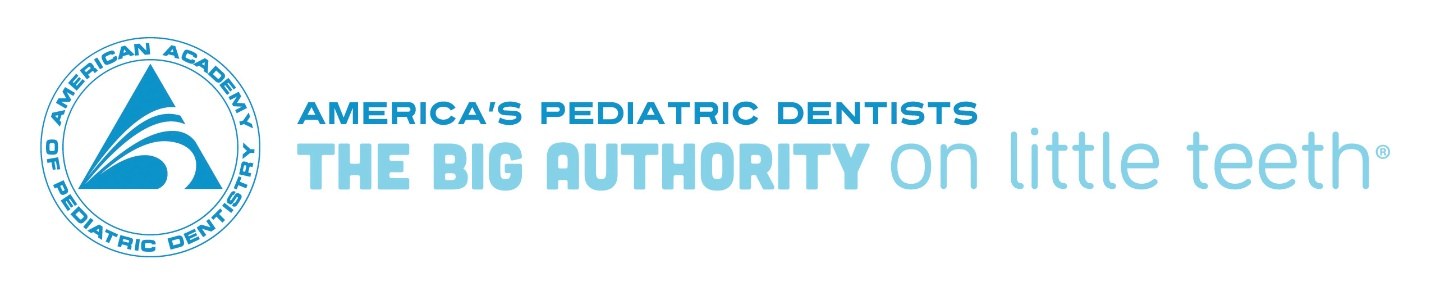 AMERICAN ACADEMY
OF PEDIATRIC DENTISTRY
AMERICA'S PEDIATRIC DENTISTS
THE BIG AUTHORITY on little teeth®